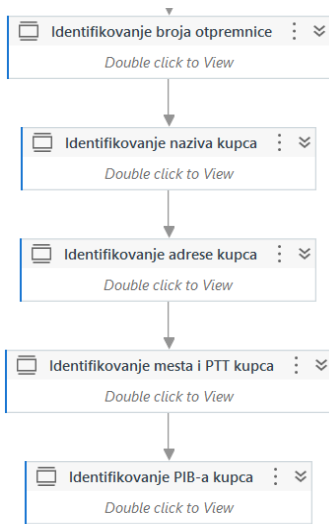 Identifikovanje broja otpremnice
Double click to View
Identifikovanje naziva kupca
Double click to View
Identifikovanje adrese kupca
Double click to View
Identifikovanje mesta i PTT kupca
Double click to View
Identifikovanje PIB-a kupca
Double click to View